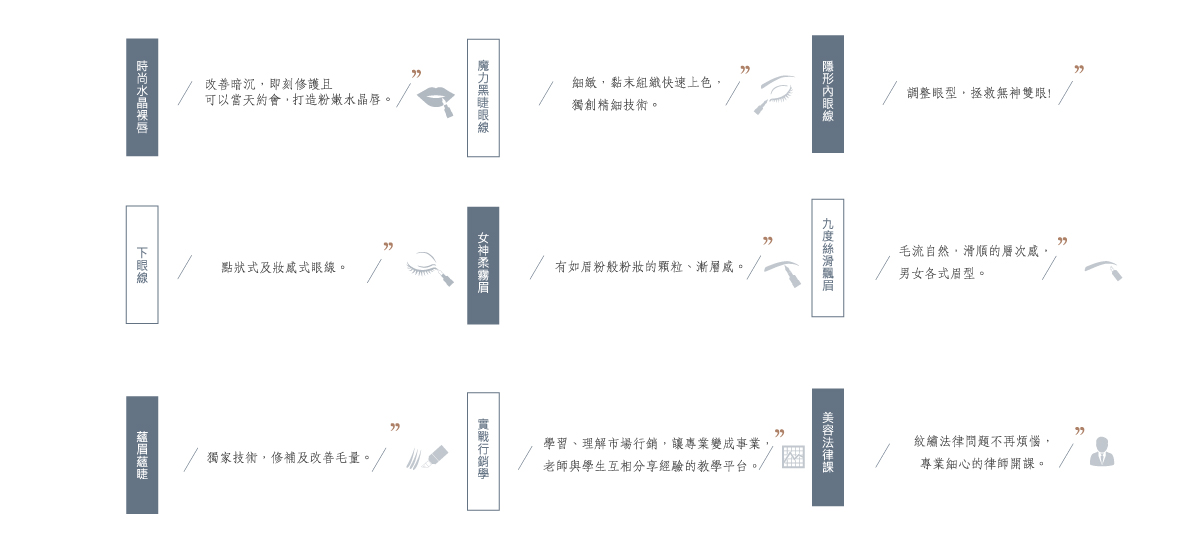 時尚水晶裸唇
改善暗沉，即刻修護且
可以當天約會，打造粉嫩水晶唇。
魔力黑睫眼線
細緻，黏末組織快速上色，
獨創精細技術。
隱形內眼線
調整眼型，拯救無神雙眼!
下眼線
點狀式及妝感式眼線。
女神柔霧眉
有如眉粉般粉妝的顆粒、漸層感。
九度絲滑飄眉
毛流自然，滑順的層次感，
男女各式眉型。
蘊眉蘊睫
獨家技術，修補及改善毛量。
實戰行銷學
學習、理解市場行銷，讓專業變成事業，
老師與學生互相分享經驗的教學平台。
美容法律課
紋繡法律問題不再煩惱，
專業細心的律師開課。